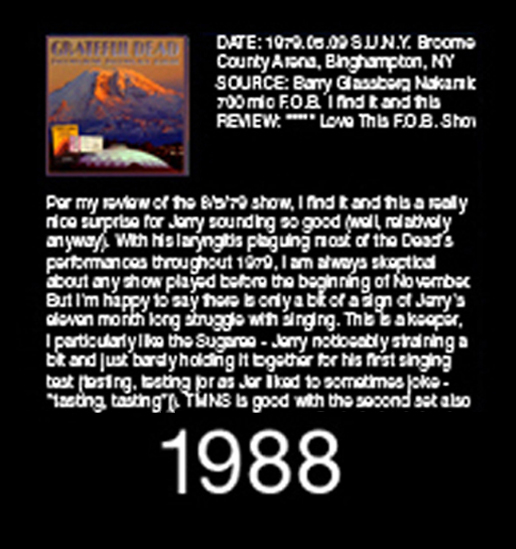 GRATEFUL DEAD
DATE: 1979.05.09 S.U.N.Y. Broome
County Arena, Binghampton, NY
SOURCE: Barry Glassberg Nakamic
700 mic F.O.B. I find it and this
REVIEW: ***** Love This F.O.B. Show
Per my review of the 5/5/79 show, I find it and this a really
nice surprise for Jerry sounding so good (well, relatively
anyway). With his laryngitis plaguing most of the Dead's
performances throughout 1979, I am always skeptical
about any show played before the beginning of November.
But I'm happy to say there is only a bit of a sign of Jerry's
eleven month long struggle with singing. This is a keeper,
I particularly like the Sugaree - Jerry noticeably straining a
bit and just barely holding it together for his first singing
test (testing, testing for as Jer liked to sometimes joke -
"tasting, tasting"). TMNS is good with the second set also
1988